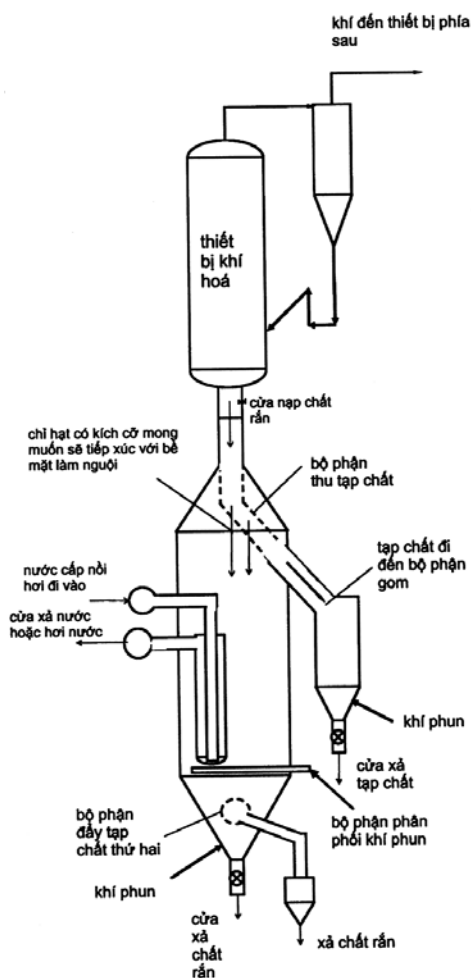 khí đến thiết bị phía
sau
thiết
bị khí
hoá
cửa nạp chất
rắn
chỉ hạt có kích cỡ mong
muốn sẽ tiếp xúc với bề
mặt làm nguội
bộ phận
thu tạp chất
tạp chất đi
đến bộ phận
gom
nước cấp nồi
hơi đi vào
cửa xả nước
hoặc hơi nước
khí phun
cửa xả
tạp chất
bộ phận phân
phối khí phun
bộ phận
đẩy tạp
chất thứ hai
khí phun
cửa
xả
chất
rắn
xả chất rắn